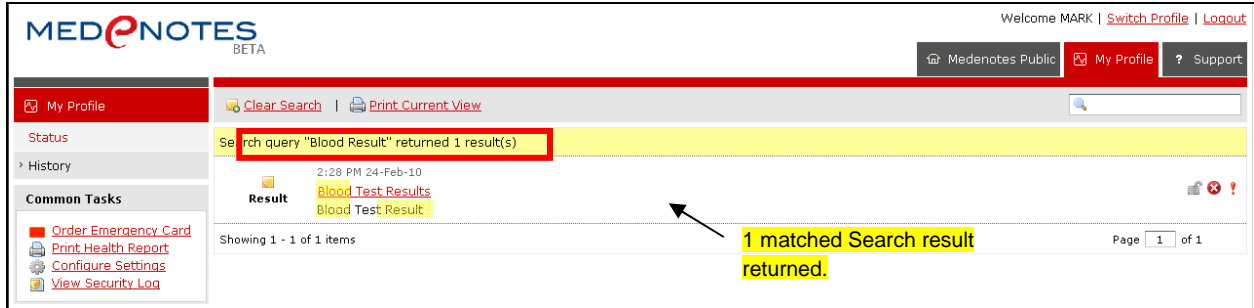 MEDeNOTES
BETA
Welcome MARK | Switch Profile | Logout
Medenotes Public
My Profile
? Support
My Profile
Clear Search | Print Current View
Status
Search query "Blood Result" returned 1 result(s)
> History
2:28 PM 24-Feb-10
Result
Blood Test Results
Blood Test Result
Common Tasks
Order Emergency Card
Print Health Report
Configure Settings
View Security Log
Showing 1 - 1 of 1 items
1 matched Search result
returned.
Page 1 of 1